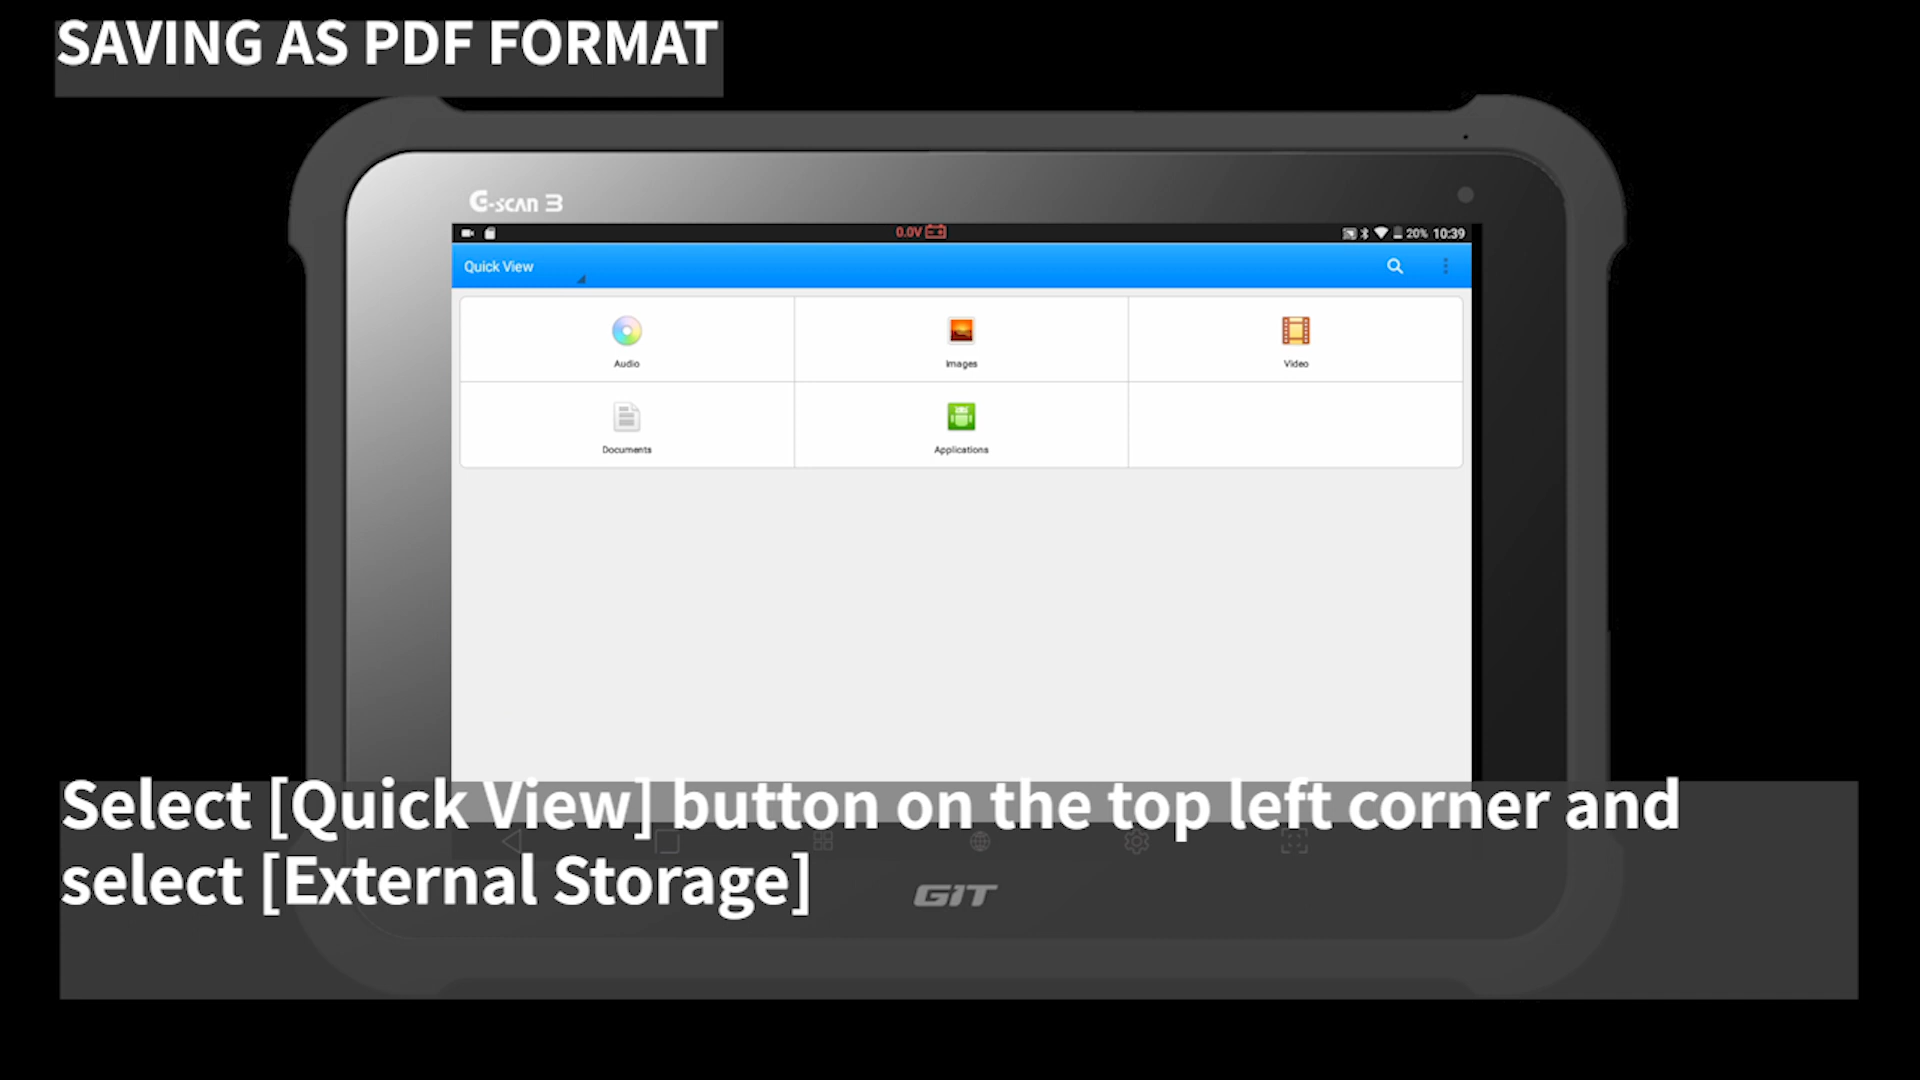 SAVING AS PDF FORMAT
G-SCAN 3
0.0V
20% 10:39
Quick View
Audio
Images
Video
Documents
Applications
Select [Quick View] button on the top left corner and
select [External Storage]
GIT